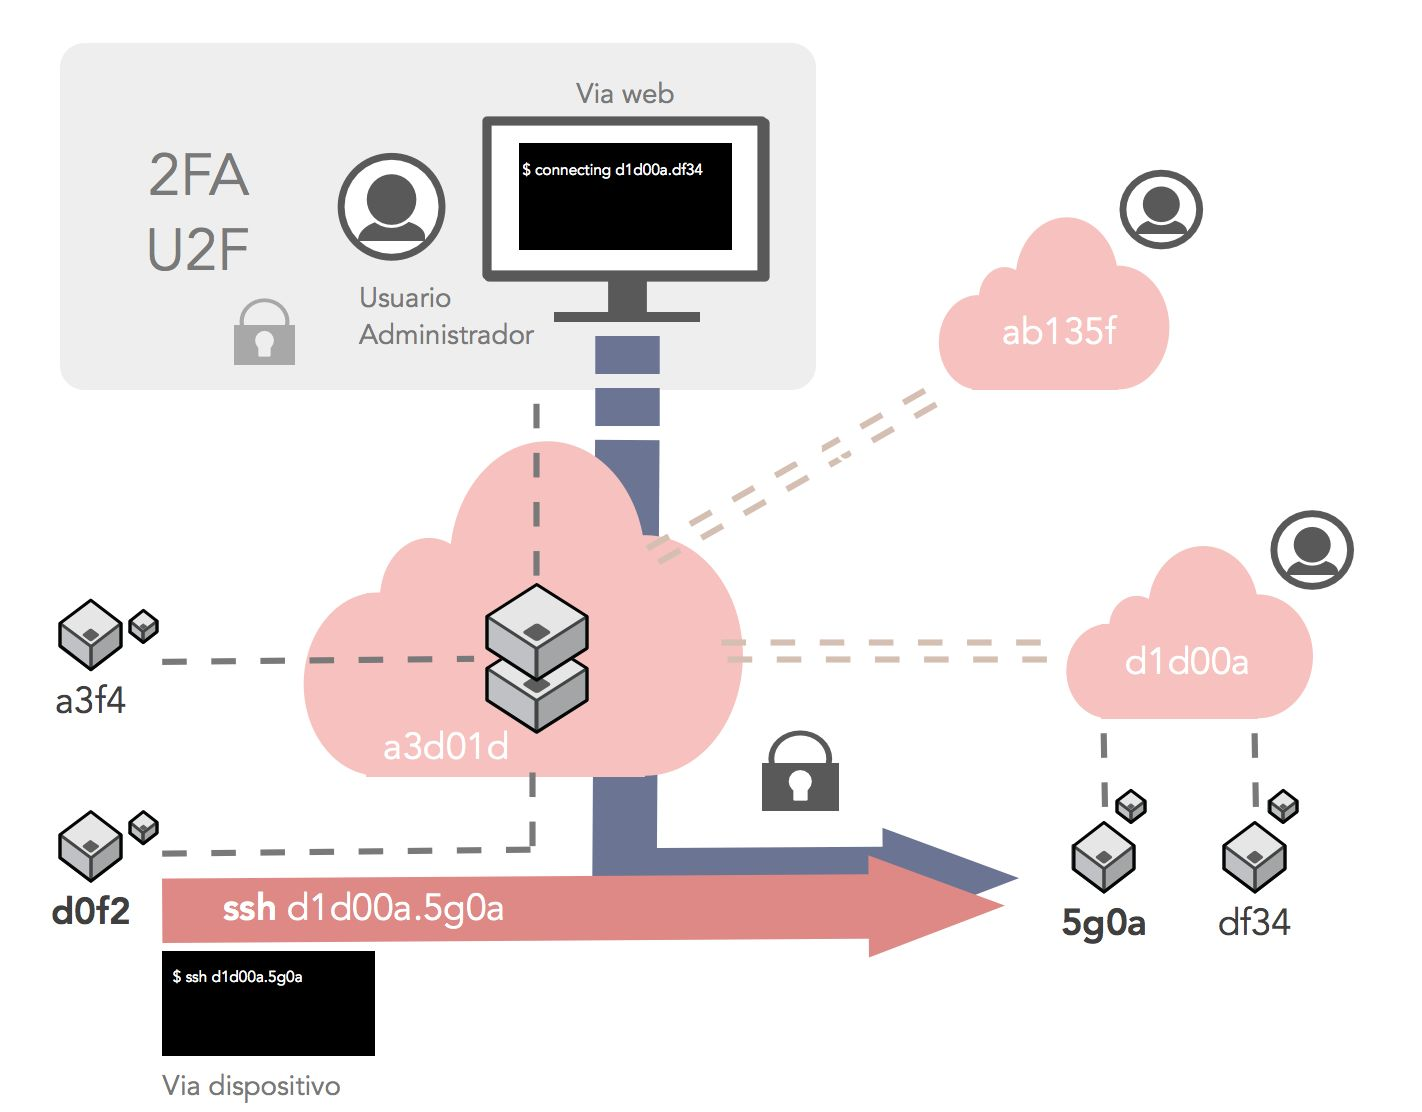 Via web
$ connecting d1d00a.df34
2FA
U2F
Usuario
Administrador
ab135f
d1d00a
a3f4
a3d01d
d0f2
ssh d1d00a.5g0a
5g0a
df34
$ ssh d1d00a.5g0a
Via dispositivo